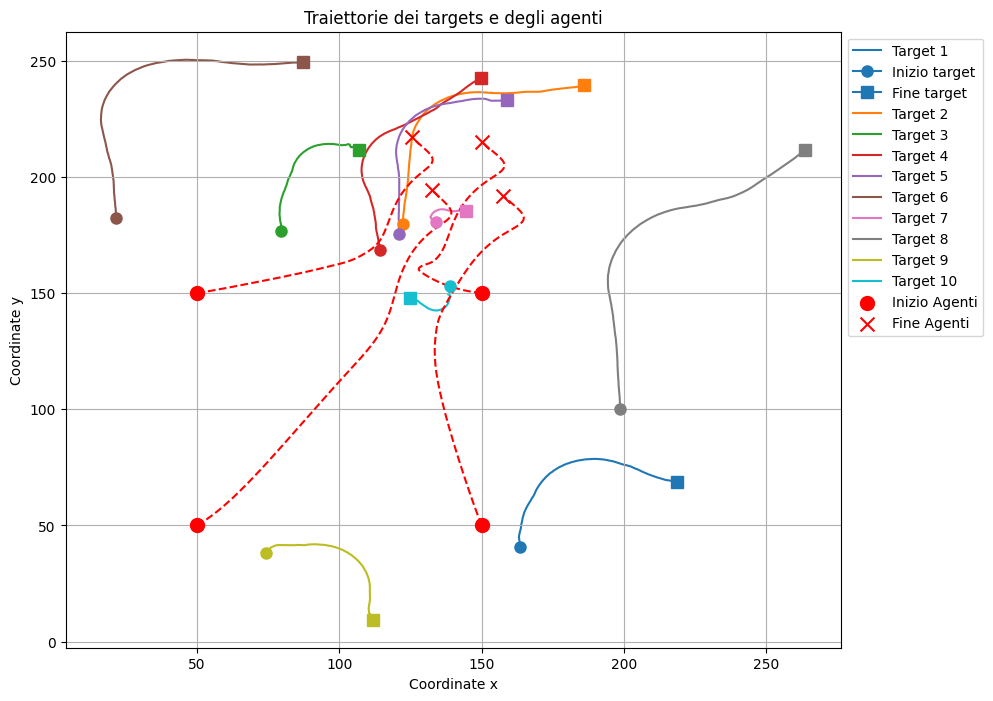 Traiettorie dei targets e degli agenti
Coordinate y
250
200
150
100
50
0
50
100
150
200
250
Coordinate x
Target 1
Inizio target
Fine target
Target 2
Target 3
Target 4
Target 5
Target 6
Target 7
Target 8
Target 9
Target 10
Inizio Agenti
Fine Agenti